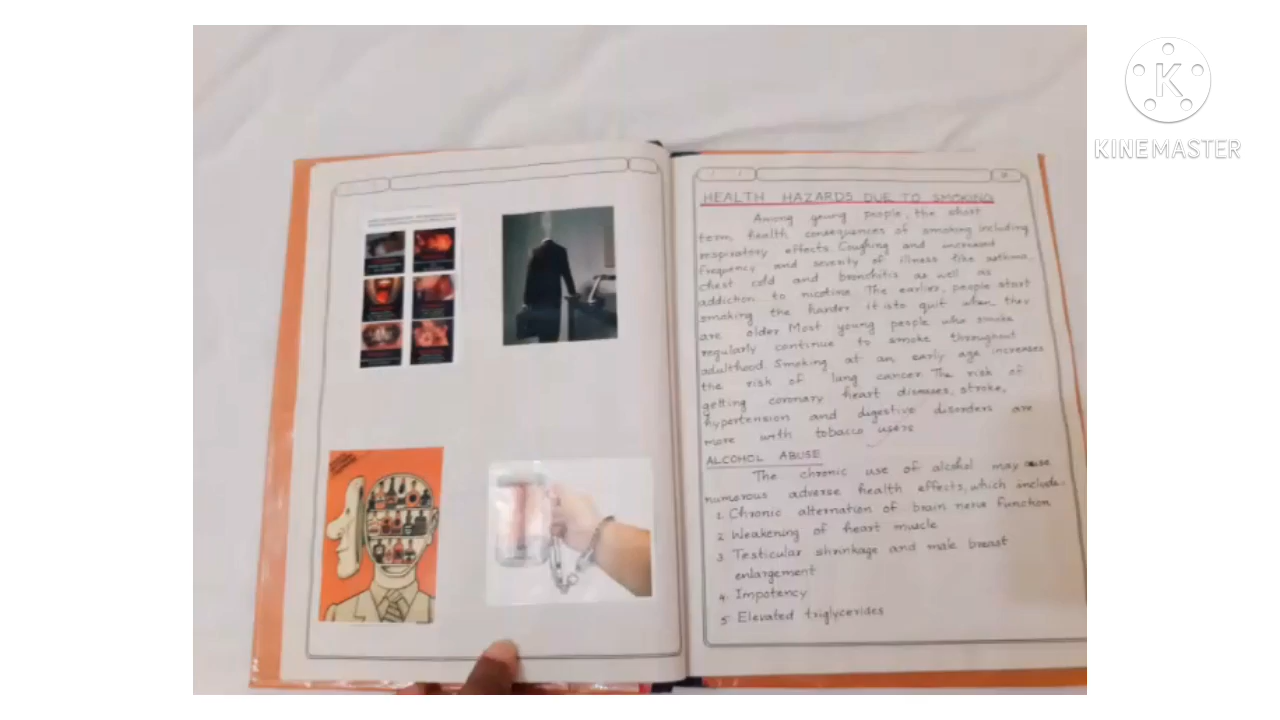 KINEMASTER
HEALTH HAZARDS DUE TO SMOKING
Among young people, the short
term, health consequences of smoking including
respiratory effects. Coughing and increased
frequency and severity of illness like asthma
chest cold and bronchitis as well as
addiction to nicotine. The earlier, people start
smoking the harder it is to quit when they
are older. Most young people who smoke
regularly continue to smoke throughout
adulthood. Smoking at an early age increases
the risk of lung cancer. The risk of
getting coronary heart diseases, stroke,
hypertension and digestive disorders are
more with tobacco users
ALCOHOL ABUSE
The chronic use of alcohol may
numerous adverse health effects, which include.
1. Chronic alternation of brain nerve function
2 Weakening of heart muscle
3 Testicular shrinkage and male breast
enlargement
4. Impotency
5. Elevated triglycerides